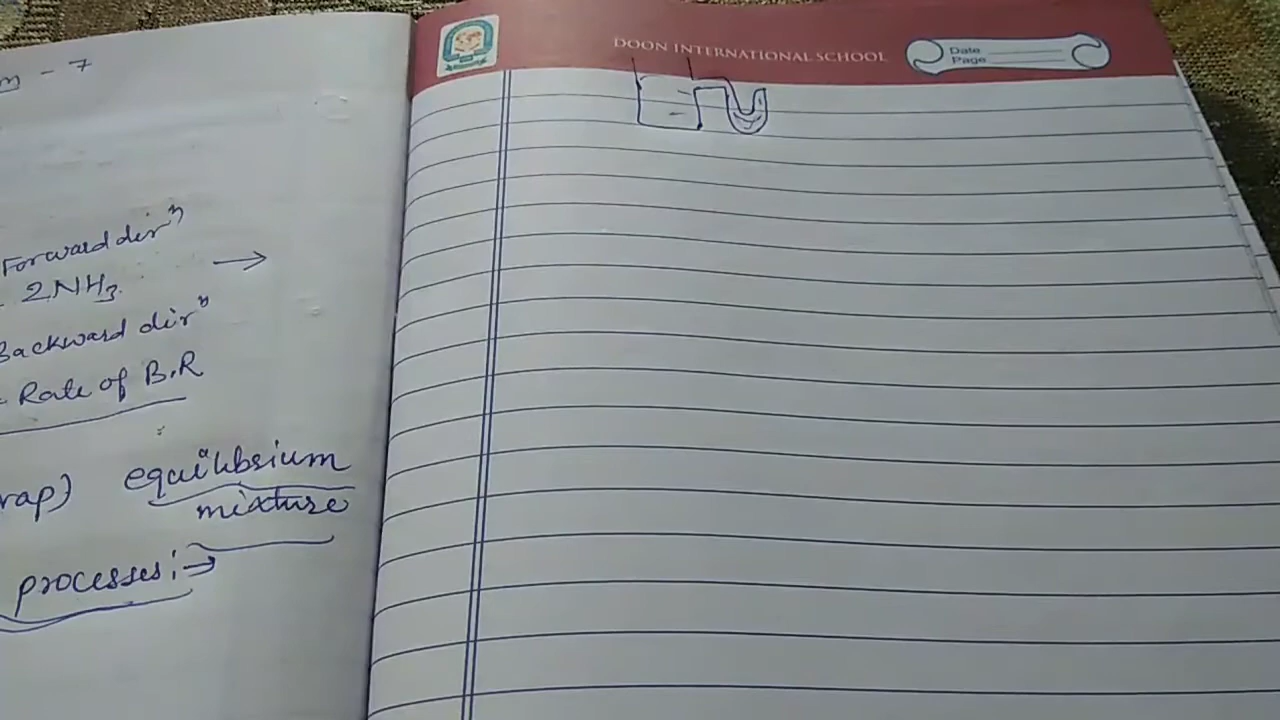 m - 7
Forward dirⁿ
2NH3 →
Backward dirⁿ
Rate of B.R
rap) equilibrium
mixture
processes :→
DOON INTERNATIONAL SCHOOL
Date
Page